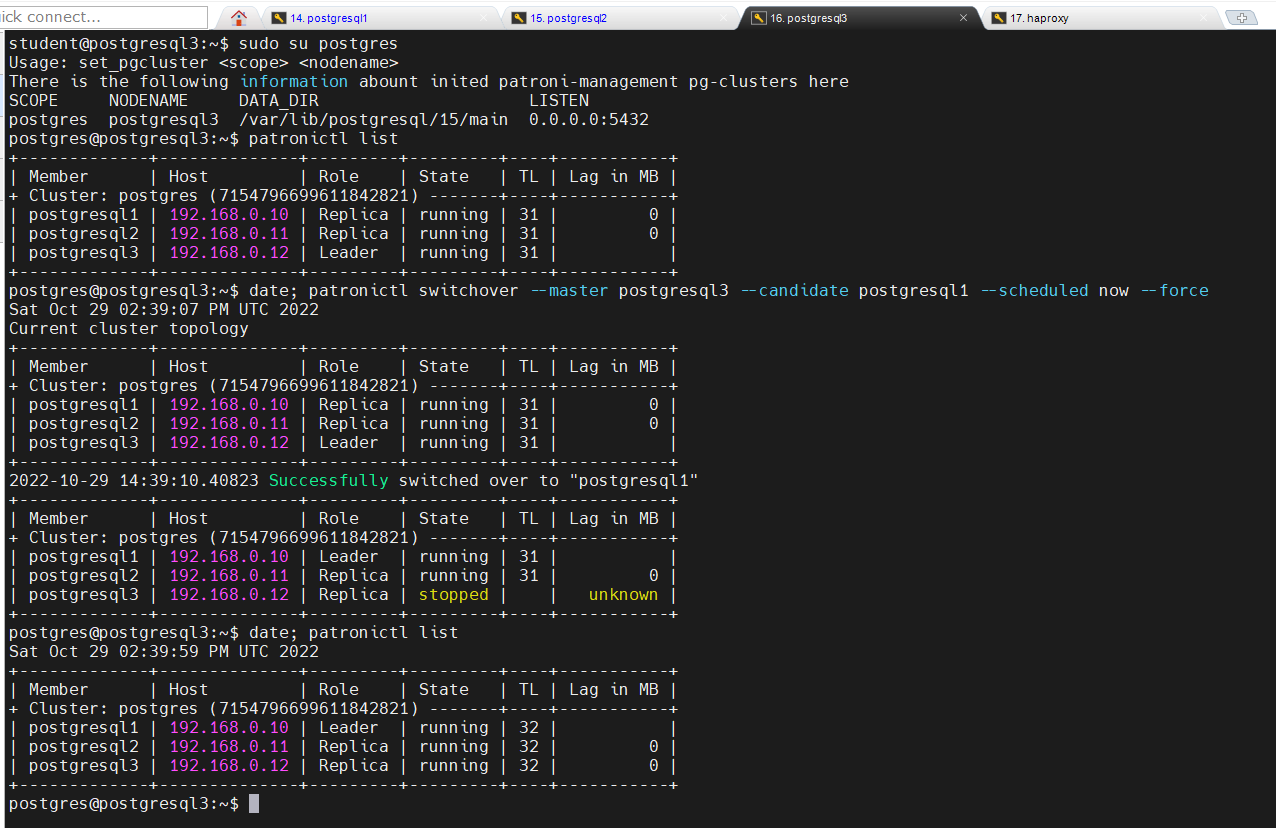 ick connect...
14. postgresql1
15. postgresql2
16. postgresql3
17. haproxy
student@postgresql3:~$ sudo su postgres
Usage: set_pgcluster <scope> <nodename>
There is the following information abount inited patroni-management pg-clusters here
SCOPE     NODENAME     DATA_DIR                     LISTEN
postgres  postgresql3  /var/lib/postgresql/15/main  0.0.0.0:5432
postgres@postgresql3:~$ patronictl list
+-------------+--------------+---------+---------+----+-----------+
| Member      | Host         | Role    | State   | TL | Lag in MB |
+ Cluster: postgres (7154796699611842821) -------+----+-----------+
| postgresql1 | 192.168.0.10 | Replica | running | 31 |         0 |
| postgresql2 | 192.168.0.11 | Replica | running | 31 |         0 |
| postgresql3 | 192.168.0.12 | Leader  | running | 31 |           |
+-------------+--------------+---------+---------+----+-----------+
postgres@postgresql3:~$ date; patronictl switchover --master postgresql3 --candidate postgresql1 --scheduled now --force
Sat Oct 29 02:39:07 PM UTC 2022
Current cluster topology
+-------------+--------------+---------+---------+----+-----------+
| Member      | Host         | Role    | State   | TL | Lag in MB |
+ Cluster: postgres (7154796699611842821) -------+----+-----------+
| postgresql1 | 192.168.0.10 | Replica | running | 31 |         0 |
| postgresql2 | 192.168.0.11 | Replica | running | 31 |         0 |
| postgresql3 | 192.168.0.12 | Leader  | running | 31 |           |
+-------------+--------------+---------+---------+----+-----------+
2022-10-29 14:39:10.40823 Successfully switched over to "postgresql1"
+-------------+--------------+---------+---------+----+-----------+
| Member      | Host         | Role    | State   | TL | Lag in MB |
+ Cluster: postgres (7154796699611842821) -------+----+-----------+
| postgresql1 | 192.168.0.10 | Leader  | running | 31 |           |
| postgresql2 | 192.168.0.11 | Replica | running | 31 |         0 |
| postgresql3 | 192.168.0.12 | Replica | stopped |    |   unknown |
+-------------+--------------+---------+---------+----+-----------+
postgres@postgresql3:~$ date; patronictl list
Sat Oct 29 02:39:59 PM UTC 2022
+-------------+--------------+---------+---------+----+-----------+
| Member      | Host         | Role    | State   | TL | Lag in MB |
+ Cluster: postgres (7154796699611842821) -------+----+-----------+
| postgresql1 | 192.168.0.10 | Leader  | running | 32 |           |
| postgresql2 | 192.168.0.11 | Replica | running | 32 |         0 |
| postgresql3 | 192.168.0.12 | Replica | running | 32 |         0 |
+-------------+--------------+---------+---------+----+-----------+
postgres@postgresql3:~$